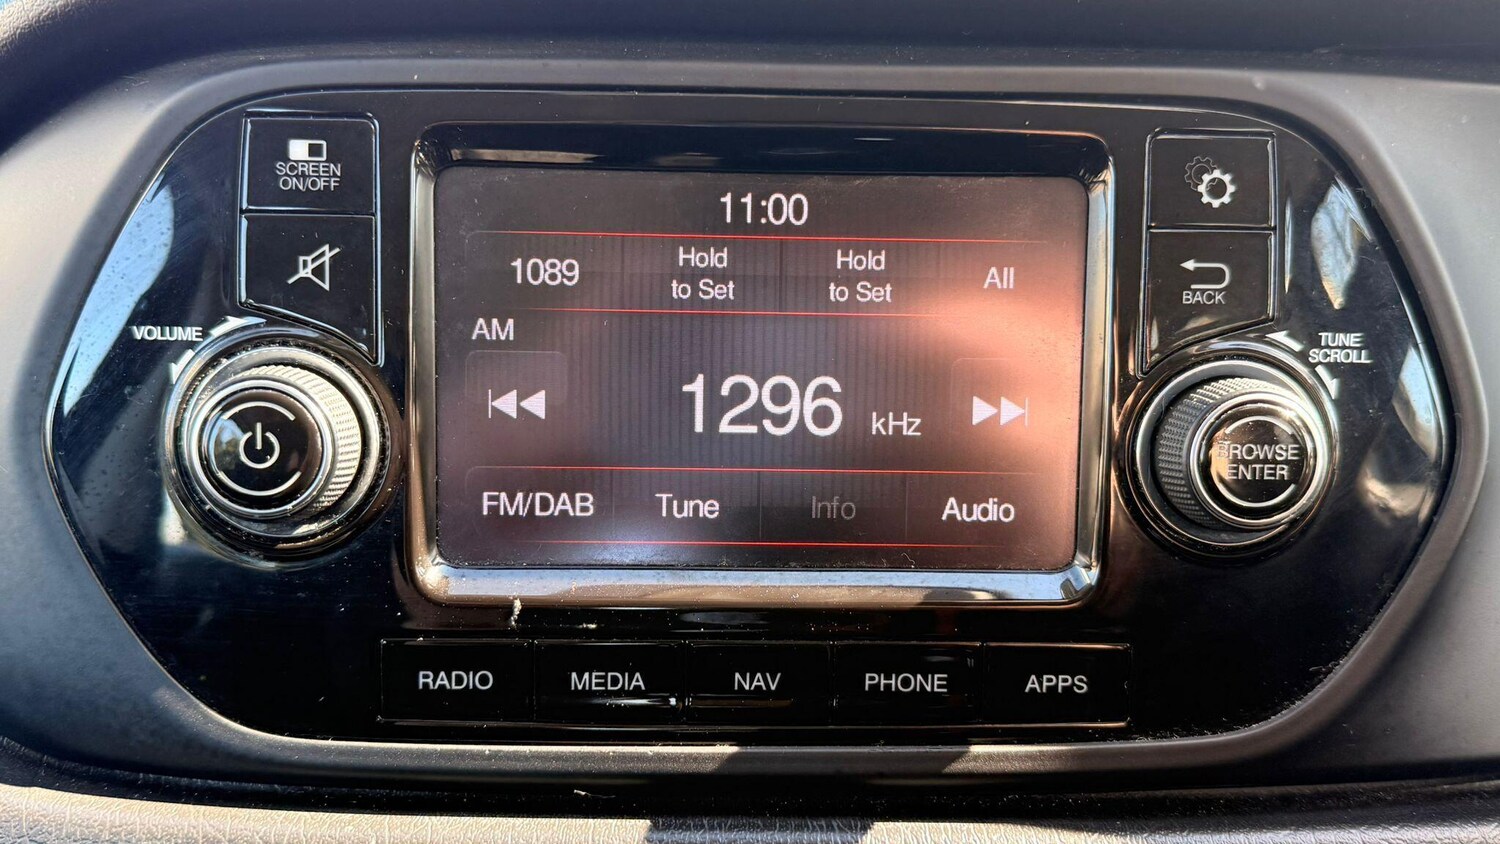 SCREEN
ON/OFF
VOLUME
11:00
1089
Hold
to Set
Hold
to Set
All
AM
1296 kHz
FM/DAB
Tune
Info
Audio
BACK
TUNE
SCROLL
BROWSE
ENTER
RADIO
MEDIA
NAV
PHONE
APPS